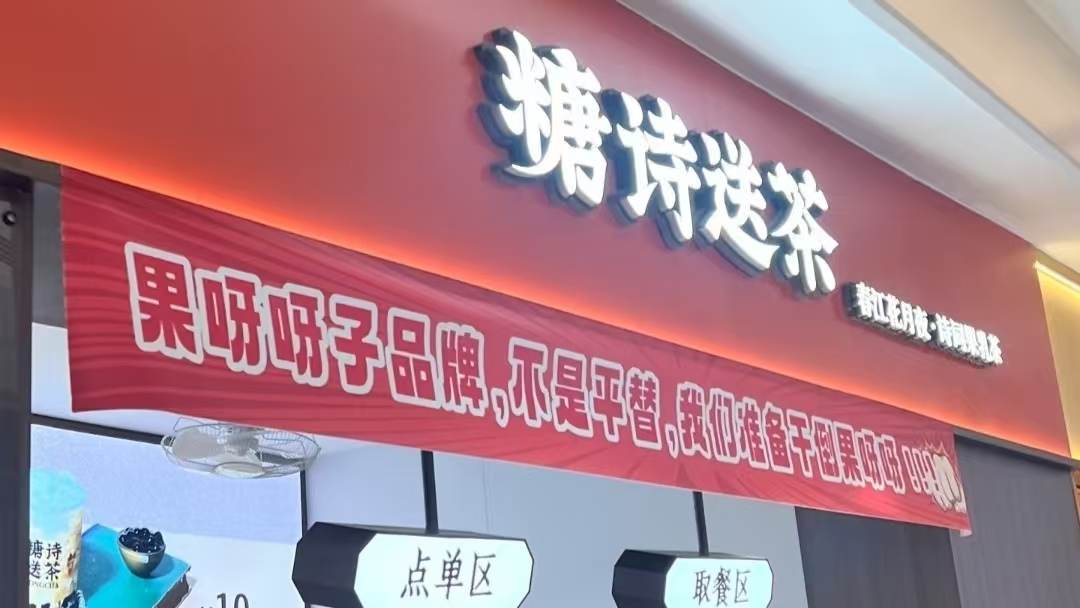 糖诗送茶
春江花月夜·诗词果乳茶
果呀呀子品牌,不是平替,我们准备干倒果呀呀!!!
点单区
取餐区
糖诗
送茶
10